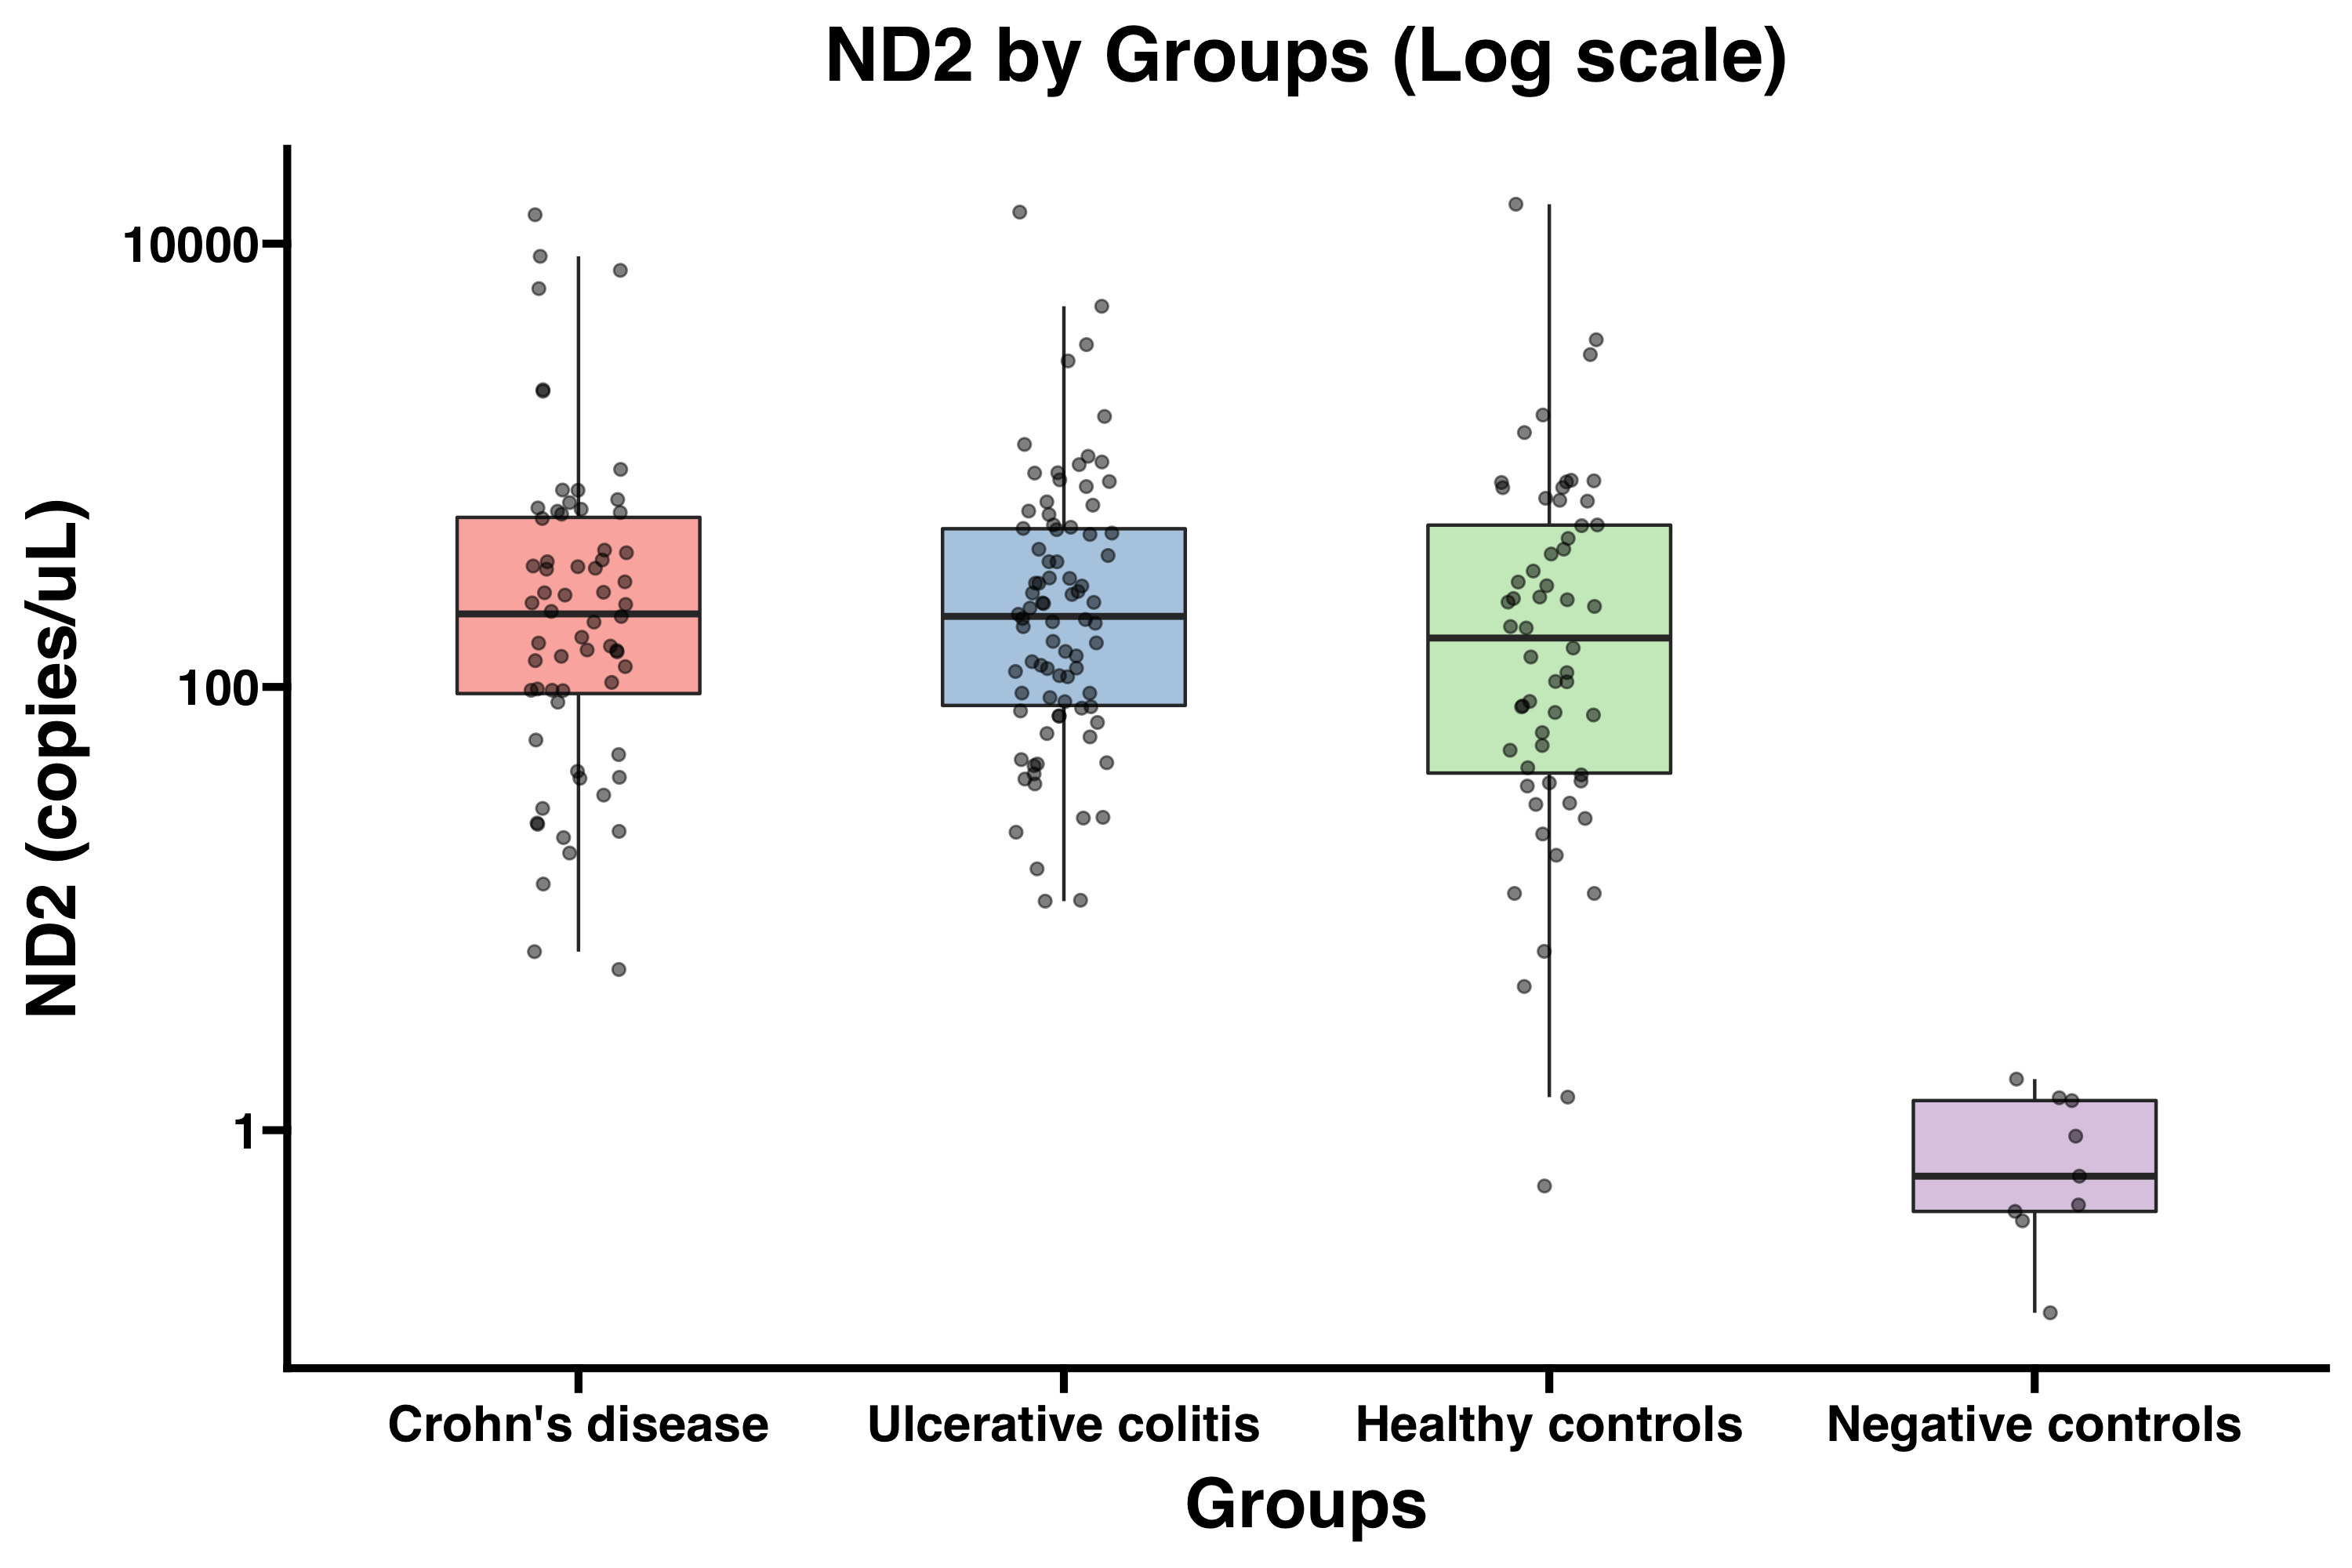 ND2 by Groups (Log scale)
ND2 (copies/uL)
10000
100
1
Crohn's disease
Ulcerative colitis
Healthy controls
Negative controls
Groups